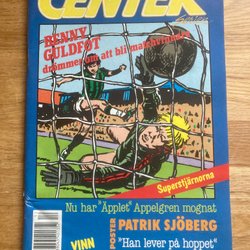 CENTER
BENNY
GULDFOT
drömmer om att bli målskytt
Superstjärnorna
Nu har "Äpplet" Appelgren mognat
POSTER
PATRIK SJÖBERG
"Han lever på hoppet"
VINN